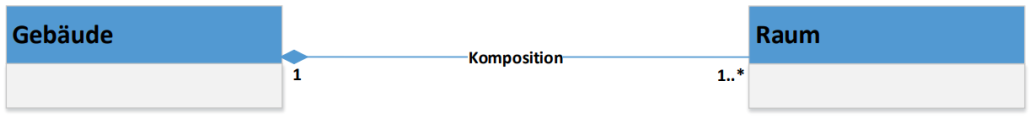 Gebäude
Komposition
Raum
1
1..*